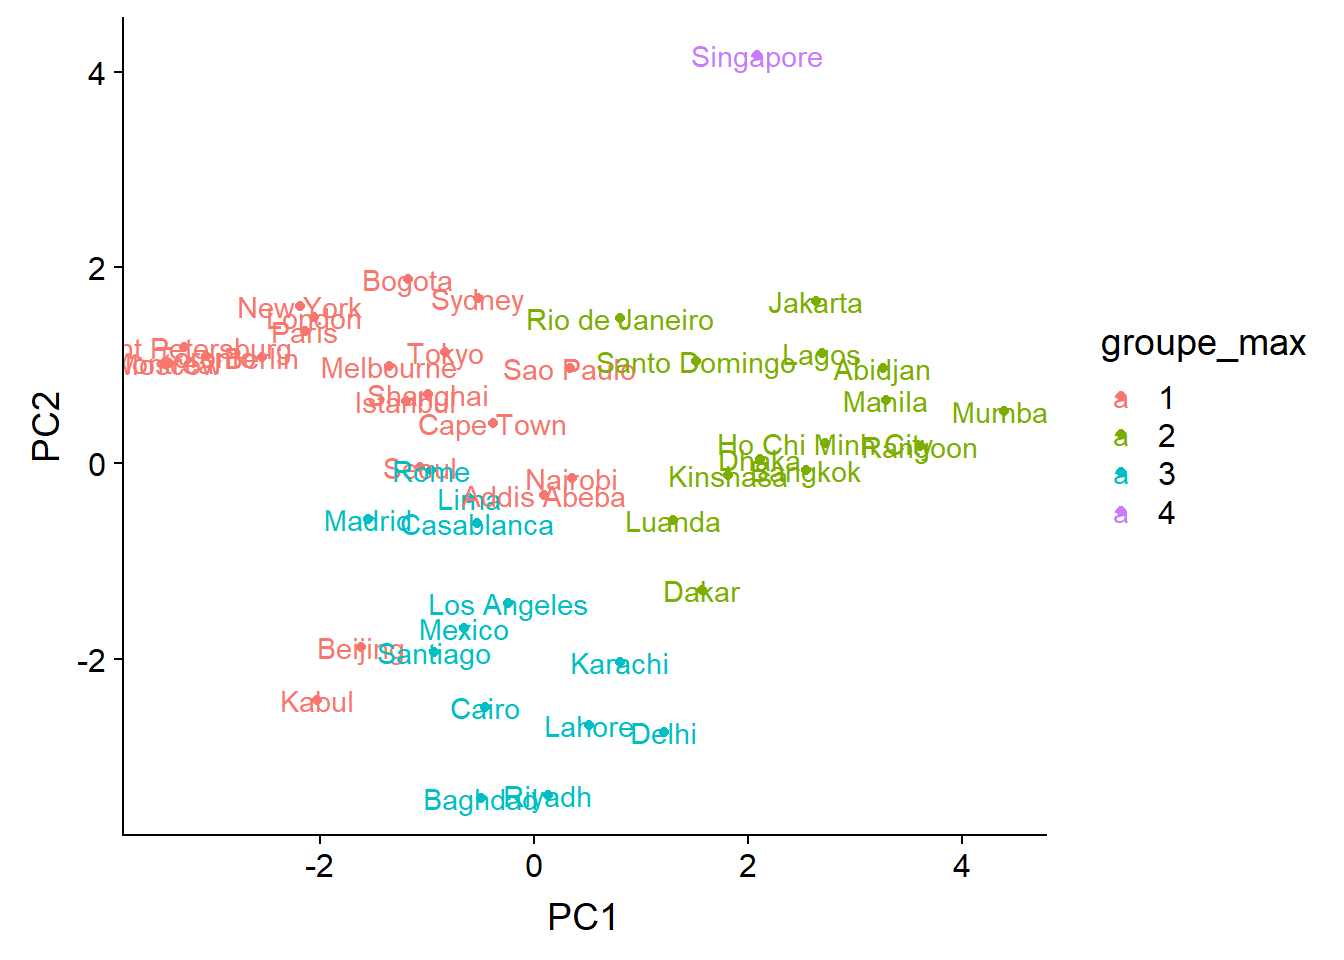 Singapore
4
Bogota
Sydney
2
New York
London
Paris
Rio de Janeiro
Jakarta
nt Petersburg
Berlin
Moscow
Tokyo
Melbourne
Sao Paulo
Santo Domingo
Lagos
Abidjan
Shanghai
Istanbul
Manila
Mumba
Cape Town
Ho Chi Minh City
Rangoon
0
Seoul
Rome
Dhaka
Bangkok
Kinshasa
Nairobi
Lima
Addis Abeba
Madrid
Casablanca
Luanda
Dakar
Los Angeles
Mexico
Beijing
Santiago
-2
Karachi
Kabul
Cairo
Lahore
Delhi
Baghdad
Riyadh
-2
0
2
4
PC1
PC2
groupe_max
a 1
a 2
a 3
a 4